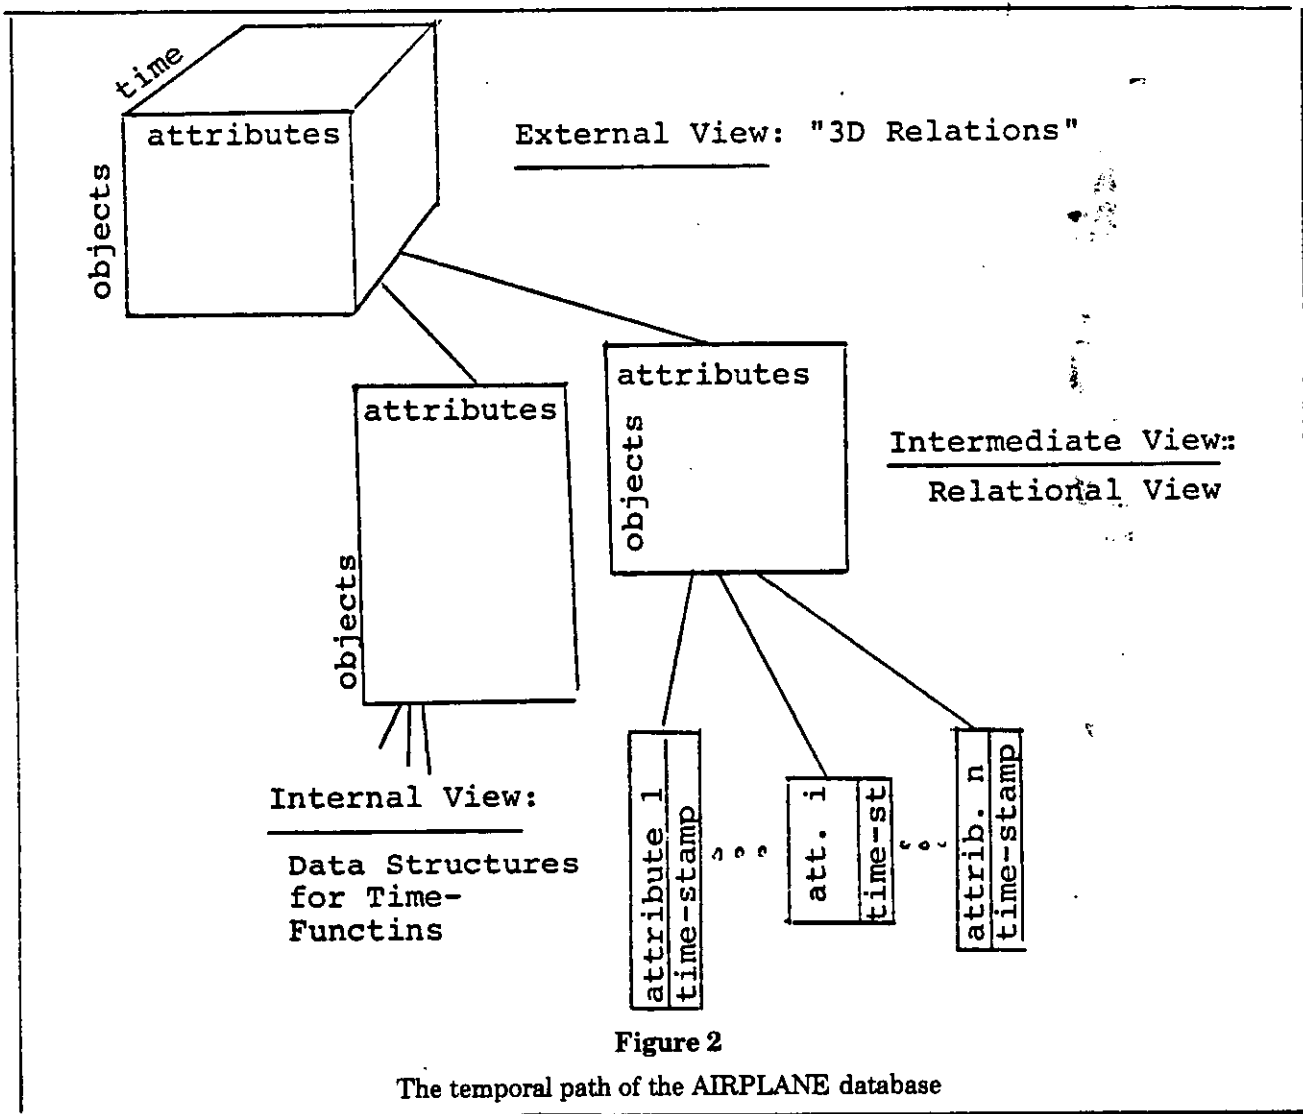 time
attributes
objects
External View: "3D Relations"
attributes
objects
attributes
objects
Intermediate View::
Relational View
Internal View:
Data Structures
for Time-
Functins
attribute 1
time-stamp
att. i
time-st
attrib. n
time-stamp
Figure 2
The temporal path of the AIRPLANE database